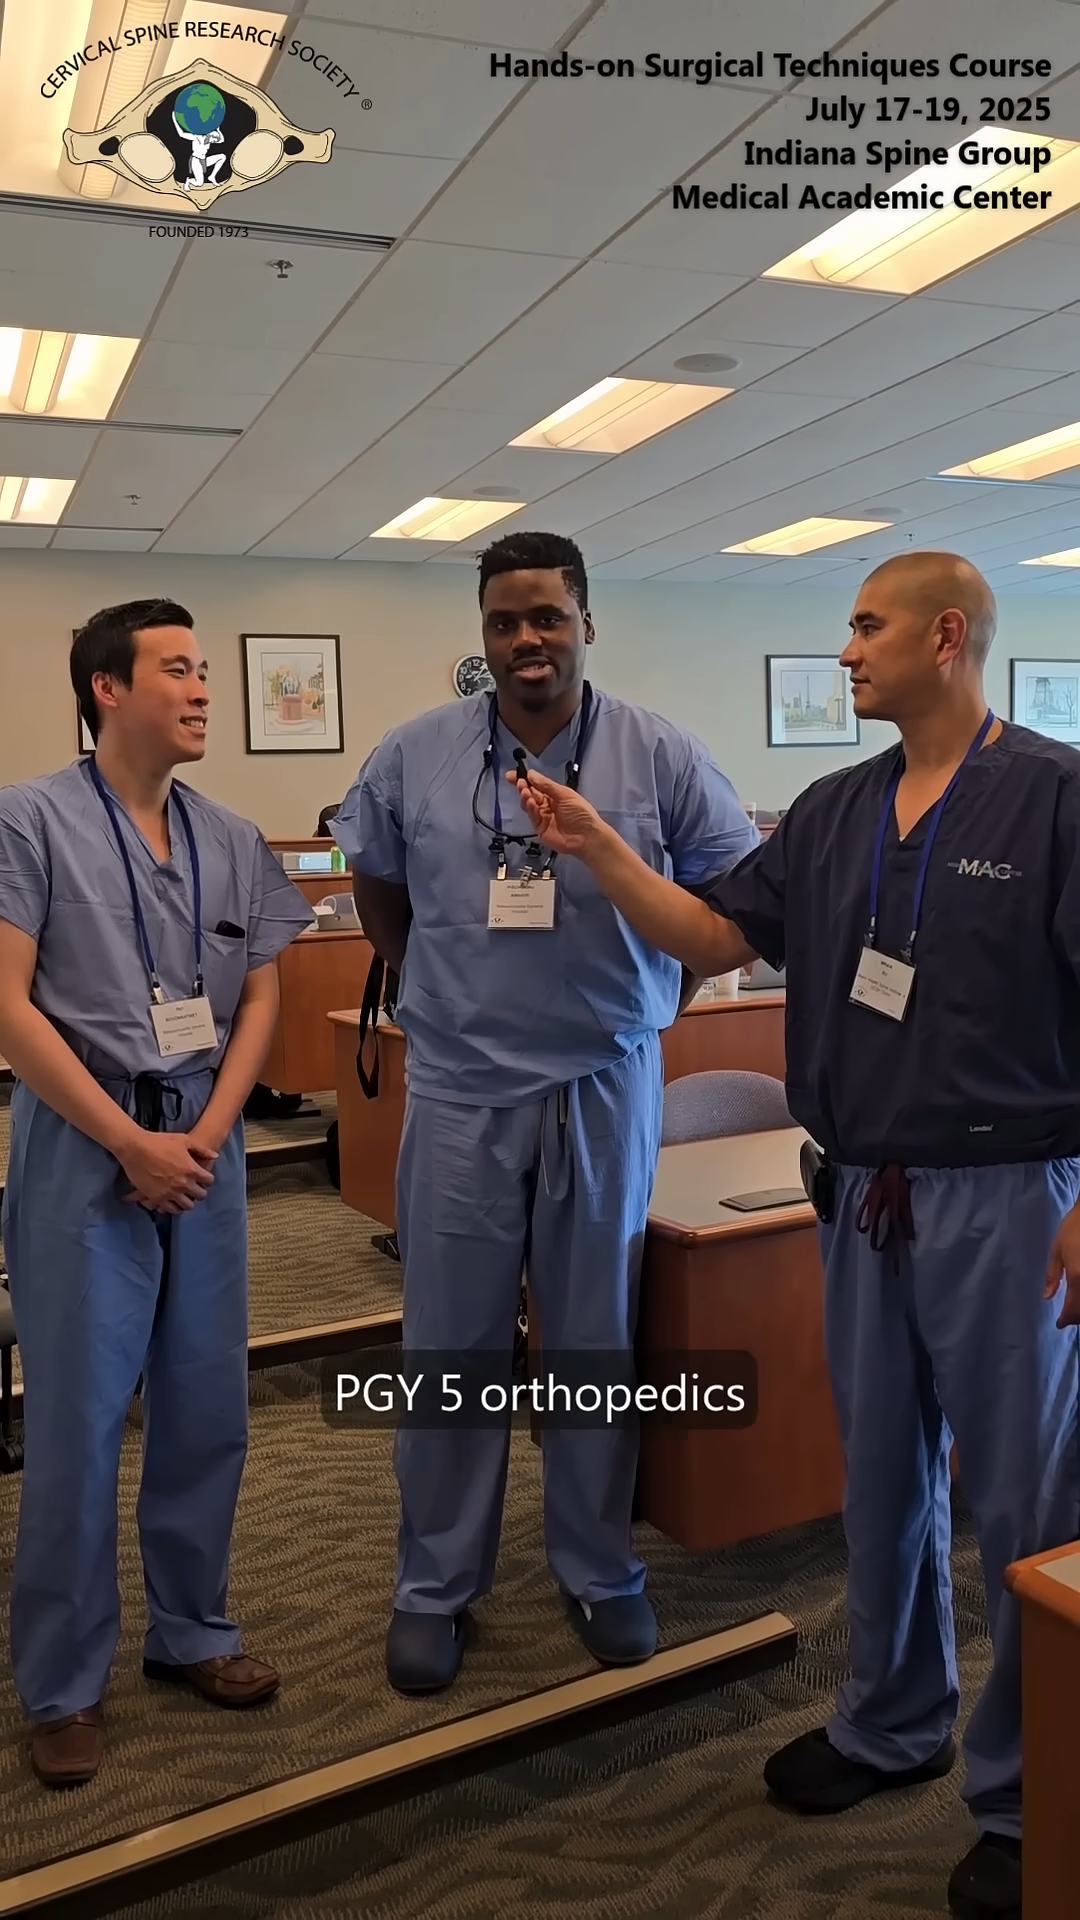 CERVICAL SPINE RESEARCH SOCIETY ®
FOUNDED 1973
Hands-on Surgical Techniques Course
July 17-19, 2025
Indiana Spine Group
Medical Academic Center
MAC
Landau
PGY 5 orthopedics